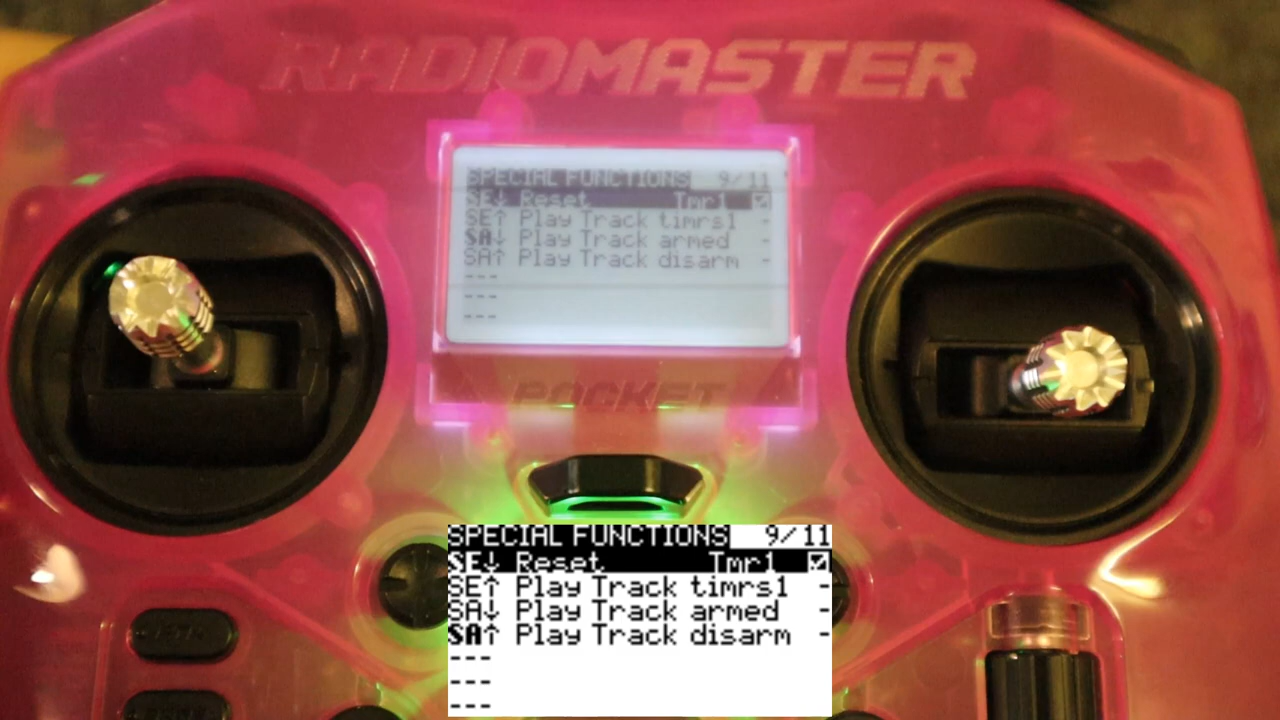 RADIOMASTER
SPECIAL FUNCTIONS 9/11
SE↓ Reset Tmr1 ☑
SE↑ Play Track timrs1 -
SA↓ Play Track armed -
SA↑ Play Track disarm -
---
---
---
POCKET
SPECIAL FUNCTIONS 9/11
SE↓ Reset Tmr1 ☑
SE↑ Play Track timrs1 -
SA↓ Play Track armed -
SA↑ Play Track disarm -
---
---
---